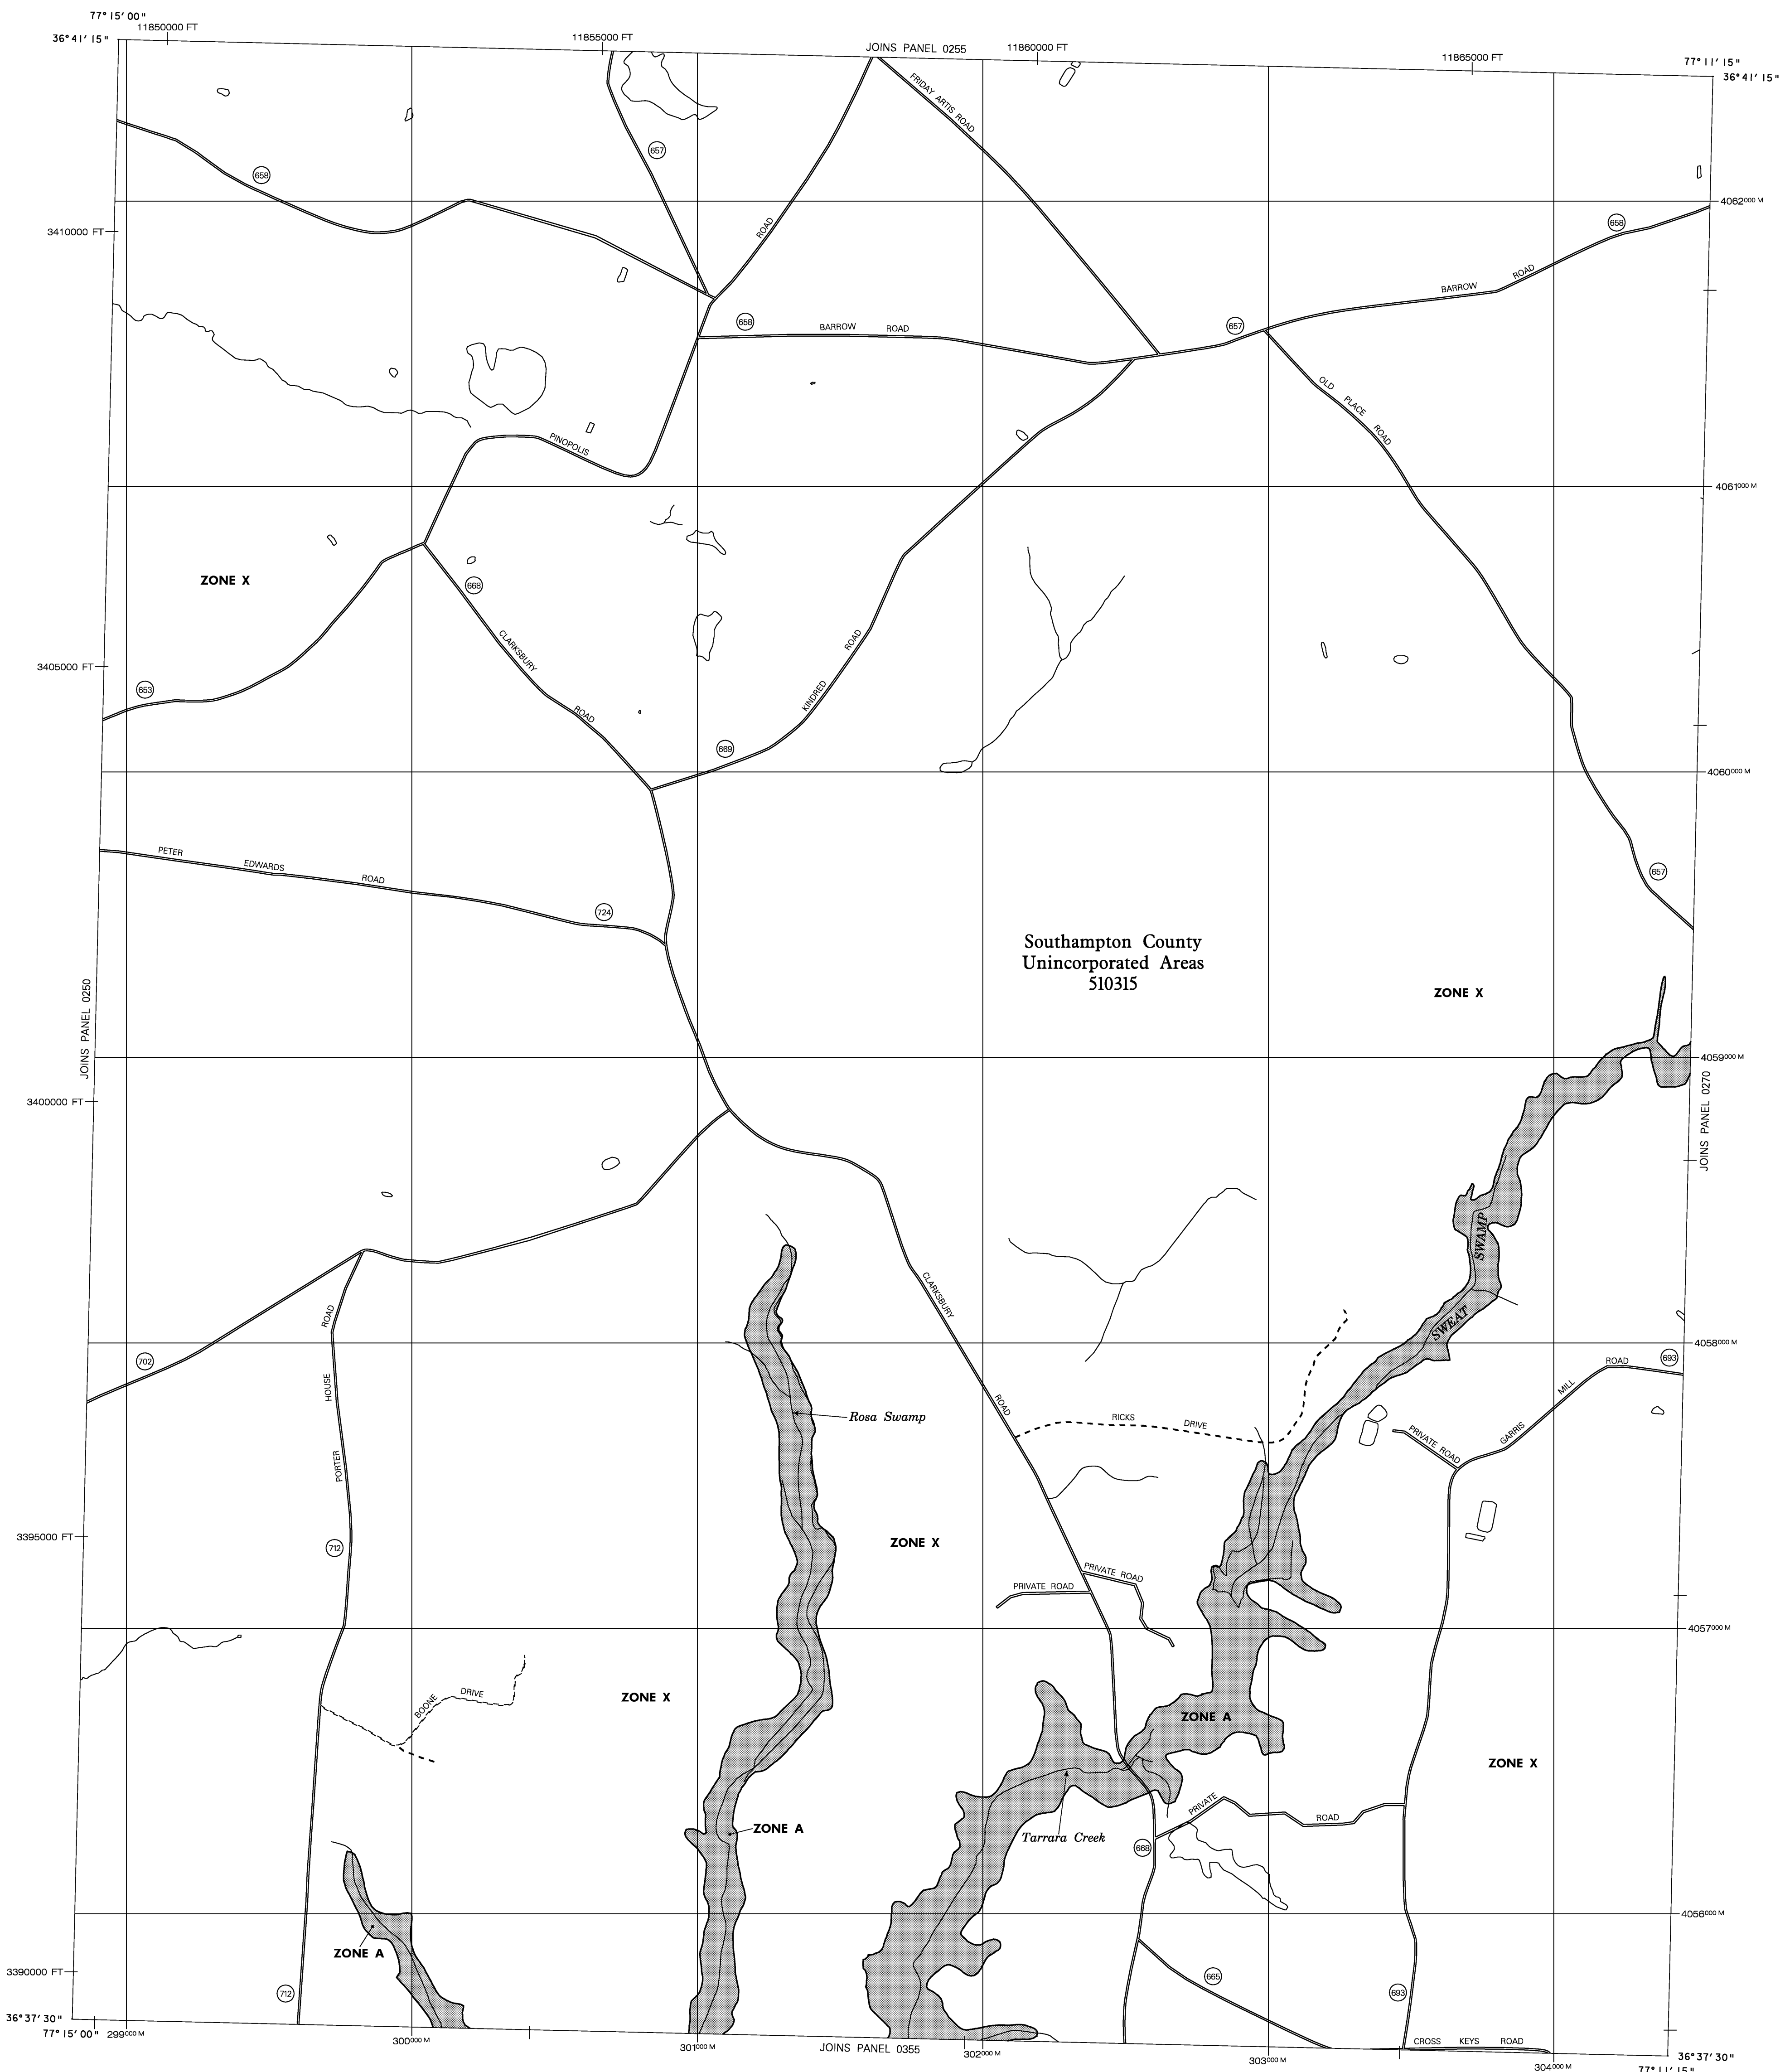 77° 15' 00"
11850000 FT
36° 41' 15"
11855000 FT
JOINS PANEL 0255
11860000 FT
11865000 FT
77° 11' 15"
36° 41' 15"
FRIDAY ARTIS ROAD
657
658
4062000 M
658
3410000 FT
ROAD
BARROW ROAD
658
BARROW ROAD
657
OLD PLACE ROAD
PINOPOLIS
4061000 M
ZONE X
668
CLARKSBURY ROAD
KINDRED ROAD
3405000 FT
653
669
4060000 M
PETER EDWARDS ROAD
724
657
Southampton County
Unincorporated Areas
510315
ZONE X
JOINS PANEL 0250
4059000 M
JOINS PANEL 0270
3400000 FT
SWEAT SWAMP
CLARKSBURY ROAD
PORTER HOUSE ROAD
702
4058000 M
693
GARRIS MILL ROAD
Rosa Swamp
RICKS DRIVE
PRIVATE ROAD
3395000 FT
712
ZONE X
PRIVATE ROAD
PRIVATE ROAD
4057000 M
BOONE DRIVE
ZONE X
ZONE A
ZONE X
PRIVATE ROAD
ZONE A
Tarrara Creek
668
4056000 M
ZONE A
3390000 FT
665
712
693
36° 37' 30"
77° 15' 00"
299000 M
300000 M
301000 M
JOINS PANEL 0355
302000 M
303000 M
CROSS KEYS ROAD
304000 M
36° 37' 30"
77° 11' 15"